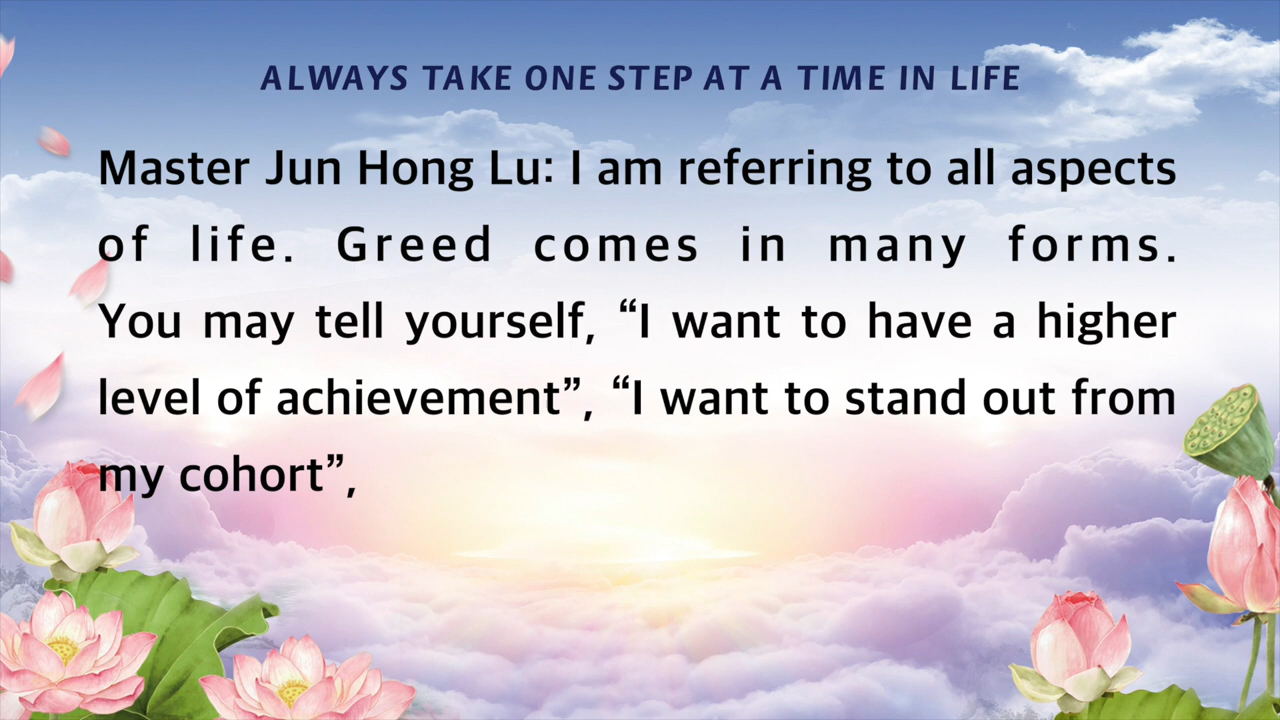 ALWAYS TAKE ONE STEP AT A TIME IN LIFE
Master Jun Hong Lu: I am referring to all aspects
of life. Greed comes in many forms.
You may tell yourself, “I want to have a higher
level of achievement”, “I want to stand out from
my cohort”,